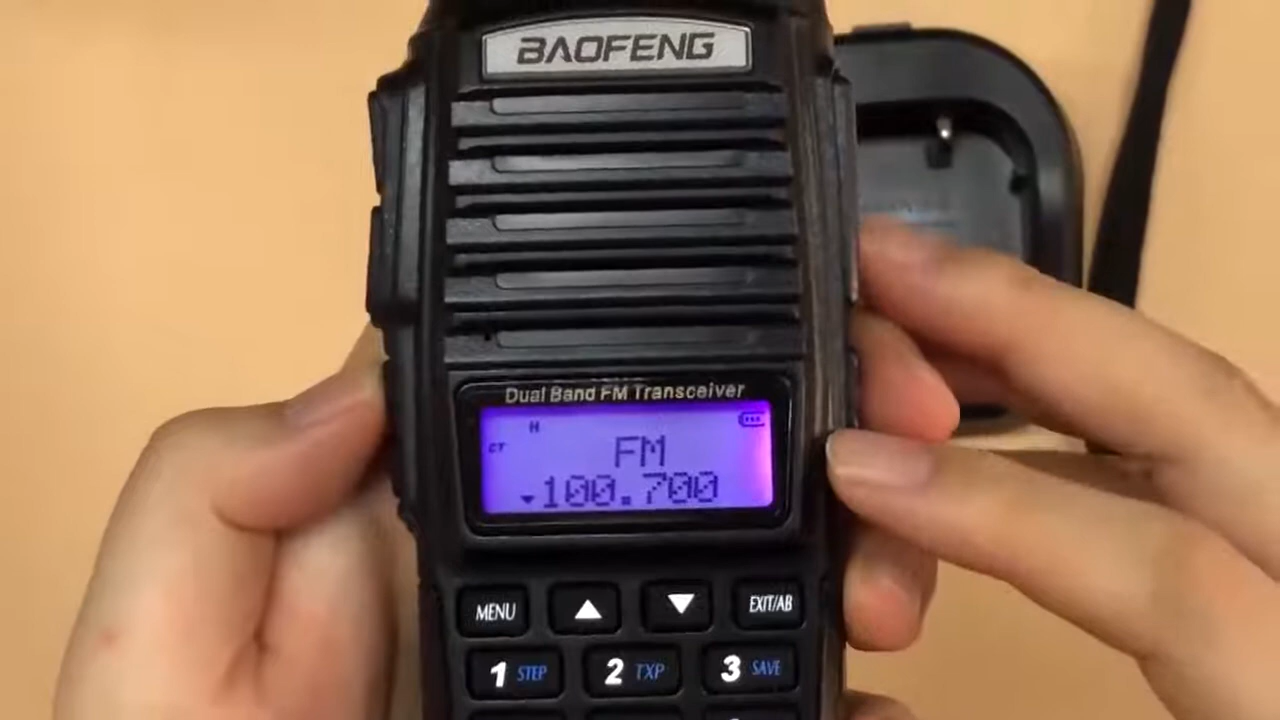 BAOFENG
Dual Band FM Transceiver
H
CT
FM
100.700
MENU ▲ ▼ EXIT/AB
1 STEP 2 TXP 3 SAVE